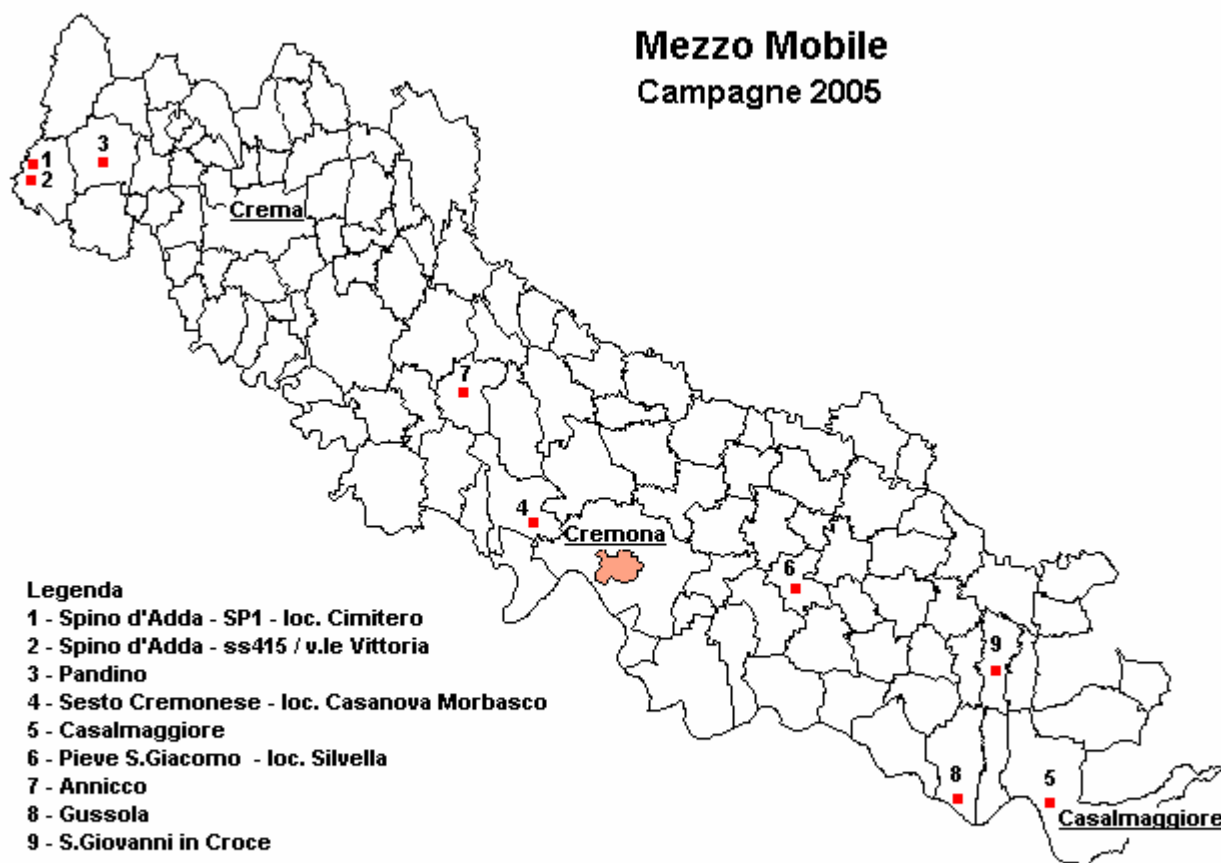 Mezzo Mobile
Campagne 2005
3
1
2
Crema
7
4
Cremona
6
9
8
5
Casalmaggiore
Legenda
1 - Spino d'Adda - SP1 - loc. Cimitero
2 - Spino d'Adda - ss415 / v.le Vittoria
3 - Pandino
4 - Sesto Cremonese - loc. Casanova Morbasco
5 - Casalmaggiore
6 - Pieve S.Giacomo - loc. Silvella
7 - Annicco
8 - Gussola
9 - S.Giovanni in Croce